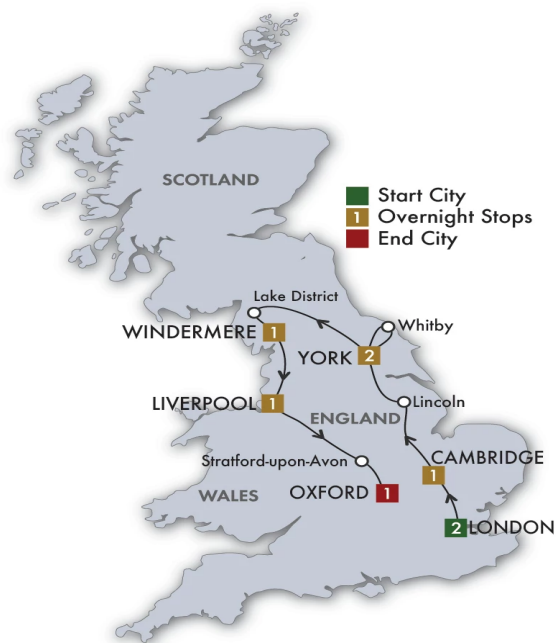 SCOTLAND
Start City
1 Overnight Stops
End City
Lake District
Whitby
WINDERMERE 1
YORK 2
LIVERPOOL 1
Lincoln
ENGLAND
Stratford-upon-Avon
CAMBRIDGE
1
WALES
OXFORD 1
2 LONDON